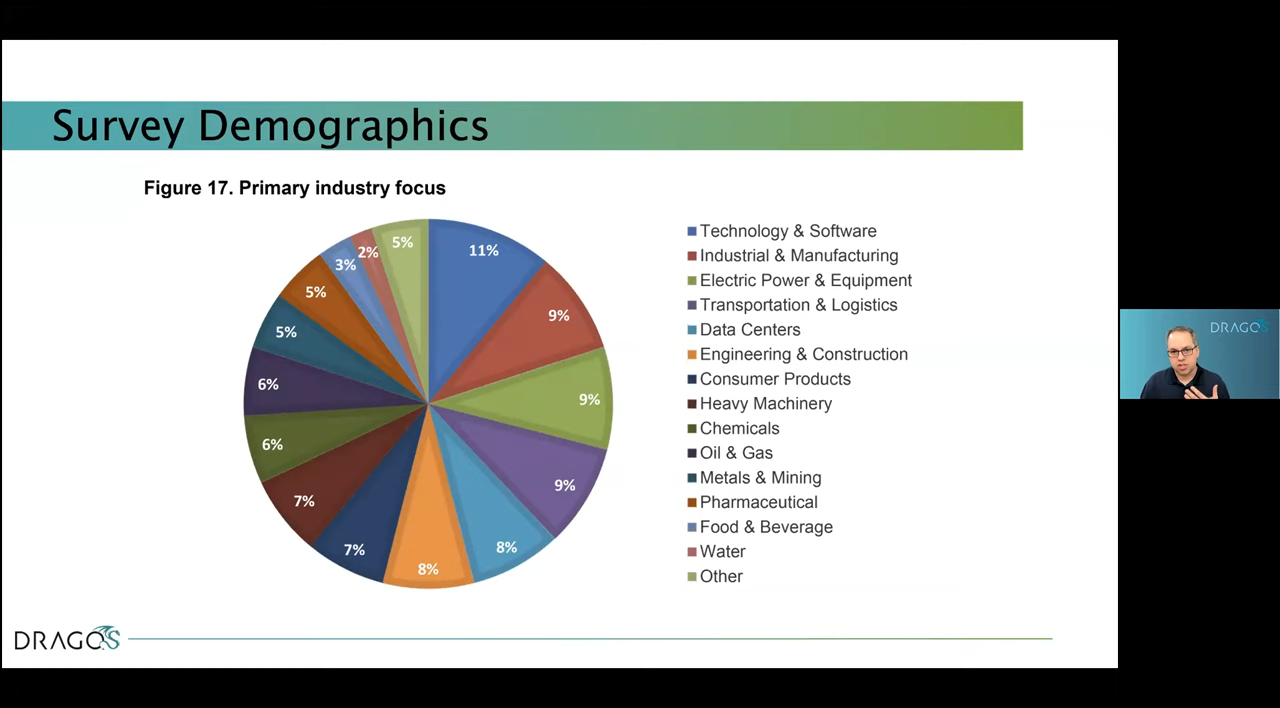 Survey Demographics
Figure 17. Primary industry focus
11%
9%
9%
9%
8%
8%
7%
7%
6%
6%
5%
5%
3%
2%
5%
Technology & Software
Industrial & Manufacturing
Electric Power & Equipment
Transportation & Logistics
Data Centers
Engineering & Construction
Consumer Products
Heavy Machinery
Chemicals
Oil & Gas
Metals & Mining
Pharmaceutical
Food & Beverage
Water
Other
DRAGOS
DRAGOS